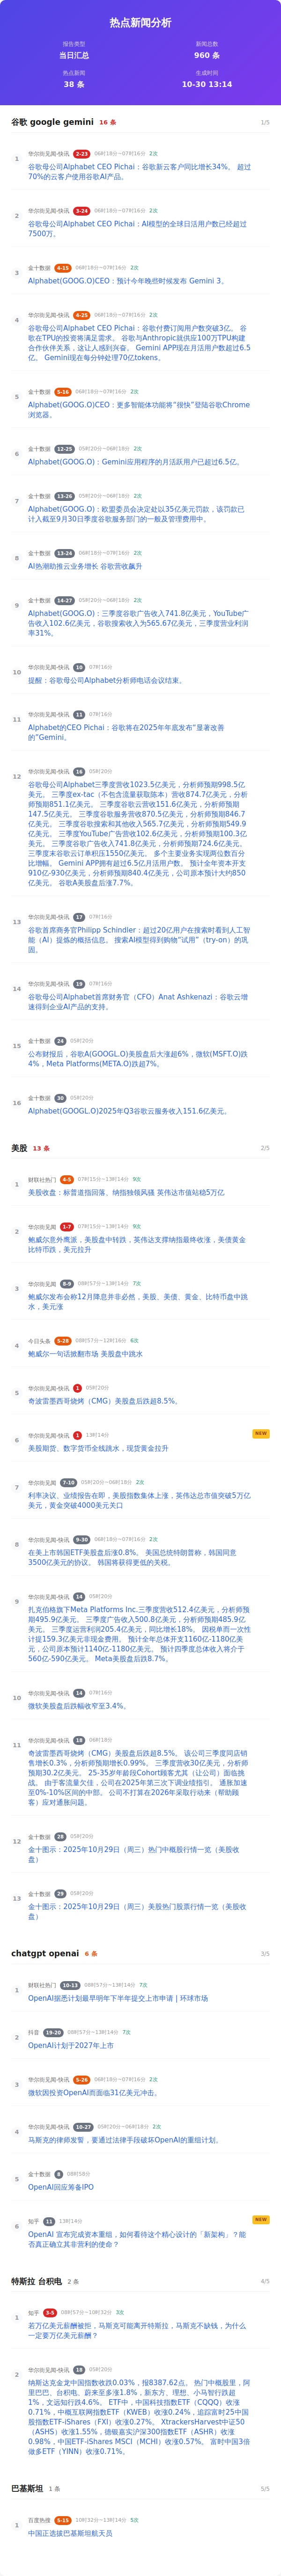 热点新闻分析
报告类型
当日汇总
新闻总数
960 条
热点新闻
38 条
生成时间
10-30 13:14
谷歌 google gemini 16 条 1/5
1
华尔街见闻-快讯 2-23 06时18分~07时16分 2次
谷歌母公司Alphabet CEO Pichai：谷歌新云客户同比增长34%。 超过
70%的云客户使用谷歌AI产品。
2
华尔街见闻-快讯 3-24 06时18分~07时16分 2次
谷歌母公司Alphabet CEO Pichai：AI模型的全球日活用户数已经超过
7500万。
3
金十数据 4-15 06时18分~07时16分 2次
Alphabet(GOOG.O)CEO：预计今年晚些时候发布 Gemini 3。
4
华尔街见闻-快讯 4-25 06时18分~07时16分 2次
谷歌母公司Alphabet CEO Pichai：谷歌付费订阅用户数突破3亿。 谷
歌在TPU的投资将满足需求。 谷歌与Anthropic就供应100万TPU构建
合作伙伴关系，这让人感到兴奋。 Gemini APP现在月活用户数超过6.5
亿。 Gemini现在每分钟处理70亿tokens。
5
金十数据 5-16 06时18分~07时16分 2次
Alphabet(GOOG.O)CEO：更多智能体功能将“很快”登陆谷歌Chrome
浏览器。
6
金十数据 12-25 05时20分~06时18分 2次
Alphabet(GOOG.O)：Gemini应用程序的月活跃用户已超过6.5亿。
7
金十数据 13-26 05时20分~06时18分 2次
Alphabet(GOOG.O)：欧盟委员会决定处以35亿美元罚款，该罚款已
计入截至9月30日季度谷歌服务部门的一般及管理费用中。
8
金十数据 13-24 06时18分~07时16分 2次
AI热潮助推云业务增长 谷歌营收飙升
9
金十数据 14-27 05时20分~06时18分 2次
Alphabet(GOOG.O)：三季度谷歌广告收入741.8亿美元，YouTube广
告收入102.6亿美元，谷歌搜索收入为565.67亿美元，三季度营业利润
率31%。
10
华尔街见闻-快讯 10 07时16分
提醒：谷歌母公司Alphabet分析师电话会议结束。
11
华尔街见闻-快讯 11 07时16分
Alphabet的CEO Pichai：谷歌将在2025年年底发布“显著改善
的”Gemini。
12
华尔街见闻-快讯 16 05时20分
谷歌母公司Alphabet三季度营收1023.5亿美元，分析师预期998.5亿
美元。 三季度ex-tac（不包含流量获取陈本）营收874.7亿美元，分析
师预期851.1亿美元。 三季度谷歌云营收151.6亿美元，分析师预期
147.5亿美元。 三季度谷歌服务营收870.5亿美元，分析师预期846.7
亿美元。 三季度谷歌搜索和其他收入565.7亿美元，分析师预期549.9
亿美元。 三季度YouTube广告营收102.6亿美元，分析师预期100.3亿
美元。 三季度谷歌广告收入741.8亿美元，分析师预期724.6亿美元。
三季度末谷歌云订单积压1550亿美元。 多个主要业务实现两位数百分
比增幅。 Gemini APP拥有超过6.5亿月活用户数。 预计全年资本开支
910亿-930亿美元，分析师预期840.4亿美元，公司原本预计大约850
亿美元。 谷歌A美股盘后涨7.7%。
13
华尔街见闻-快讯 17 07时16分
谷歌首席商务官Philipp Schindler：超过20亿用户在搜索时看到人工智
能（AI）提炼的概括信息。 搜索AI模型得到购物“试用”（try-on）的巩
固。
14
华尔街见闻-快讯 19 07时16分
谷歌母公司Alphabet首席财务官（CFO）Anat Ashkenazi：谷歌云增
速得到企业AI产品的支持。
15
金十数据 24 05时20分
公布财报后，谷歌A(GOOGL.O)美股盘后大涨超6%，微软(MSFT.O)跌
4%，Meta Platforms(META.O)跌超7%。
16
金十数据 30 05时20分
Alphabet(GOOGL.O)2025年Q3谷歌云服务收入151.6亿美元。
美股 13 条 2/5
1
财联社热门 4-5 07时15分~13时14分 9次
美股收盘：标普道指回落、纳指独领风骚 英伟达市值站稳5万亿
2
华尔街见闻 1-7 07时15分~13时14分 9次
鲍威尔意外鹰派，美股盘中转跌，英伟达支撑纳指最终收涨，美债黄金
比特币跌，美元拉升
3
华尔街见闻 8-9 08时57分~13时14分 7次
鲍威尔发布会称12月降息并非必然，美股、美债、黄金、比特币盘中跳
水，美元涨
4
今日头条 5-28 08时57分~12时16分 6次
鲍威尔一句话掀翻市场 美股盘中跳水
5
华尔街见闻-快讯 1 05时20分
奇波雷墨西哥烧烤（CMG）美股盘后跌超8.5%。
6
华尔街见闻-快讯 1 13时14分
NEW
美股期货、数字货币全线跳水，现货黄金拉升
7
华尔街见闻 7-10 05时20分~06时18分 2次
利率决议、业绩报告在即，美股指数集体上涨，英伟达总市值突破5万亿
美元，黄金突破4000美元关口
8
华尔街见闻-快讯 9-30 06时18分~07时16分 2次
在美上市韩国ETF美股盘后涨0.8%。 美国总统特朗普称，韩国同意
3500亿美元的协议。 韩国将获得更低的关税。
9
华尔街见闻-快讯 14 05时20分
扎克伯格旗下Meta Platforms Inc.三季度营收512.4亿美元，分析师预
期495.9亿美元。 三季度广告收入500.8亿美元，分析师预期485.9亿
美元。 三季度运营利润205.4亿美元，同比增长18%。 因税单而一次性
计提159.3亿美元非现金费用。 预计全年总体开支1160亿-1180亿美
元，公司原本预计1140亿-1180亿美元。 预计四季度总体收入将介于
560亿-590亿美元。 Meta美股盘后跌8.7%。
10
华尔街见闻-快讯 14 07时16分
微软美股盘后跌幅收窄至3.4%。
11
华尔街见闻-快讯 18 06时18分
奇波雷墨西哥烧烤（CMG）美股盘后跌超8.5%。 该公司三季度同店销
售增长0.3%，分析师预期增长0.99%。 三季度营收30亿美元，分析师
预期30.2亿美元。 25-35岁年龄段Cohort顾客尤其（让公司）面临挑
战。 由于客流量欠佳，公司在2025年第三次下调业绩指引。 通胀加速
至0%-10%区间的中部。 公司不打算在2026年采取行动来（帮助顾
客）应对通胀问题。
12
金十数据 28 05时20分
金十图示：2025年10月29日（周三）热门中概股行情一览（美股收
盘）
13
金十数据 29 05时20分
金十图示：2025年10月29日（周三）美股热门股票行情一览（美股收
盘）
chatgpt openai 6 条 3/5
1
财联社热门 10-13 08时57分~13时14分 7次
OpenAI据悉计划最早明年下半年提交上市申请 | 环球市场
2
抖音 19-20 08时57分~13时14分 7次
OpenAI计划于2027年上市
3
华尔街见闻-快讯 5-26 06时18分~07时16分 2次
微软因投资OpenAI而面临31亿美元冲击。
4
华尔街见闻-快讯 10-27 05时20分~06时18分 2次
马斯克的律师发誓，要通过法律手段破坏OpenAI的重组计划。
5
金十数据 8 08时58分
OpenAI回应筹备IPO
6
知乎 11 13时14分
NEW
OpenAI 宣布完成资本重组，如何看待这个精心设计的「新架构」？能
否真正确立其非营利的使命？
特斯拉 台积电 2 条 4/5
1
知乎 3-5 08时57分~10时32分 3次
若万亿美元薪酬被拒，马斯克可能离开特斯拉，马斯克不缺钱，为什么
一定要万亿美元薪酬？
2
华尔街见闻-快讯 18 05时20分
纳斯达克金龙中国指数收跌0.03%，报8387.62点。 热门中概股里，阿
里巴巴、台积电、蔚来至多涨1.8%，新东方、理想、小马智行跌超
1%，文远知行跌4.6%。 ETF中，中国科技指数ETF（CQQQ）收涨
0.71%，中概互联网指数ETF（KWEB）收涨0.24%，追踪富时25中国
股指数ETF-iShares（FXI）收涨0.27%。 XtrackersHarvest中证50
（ASHS）收涨1.55%，德银嘉实沪深300指数ETF（ASHR）收涨
0.98%，中国ETF-iShares MSCI（MCHI）收涨0.57%。 富时中国3倍
做多ETF（YINN）收涨0.71%。
巴基斯坦 1 条 5/5
1
百度热搜 5-15 10时32分~13时14分 5次
中国正选拔巴基斯坦航天员